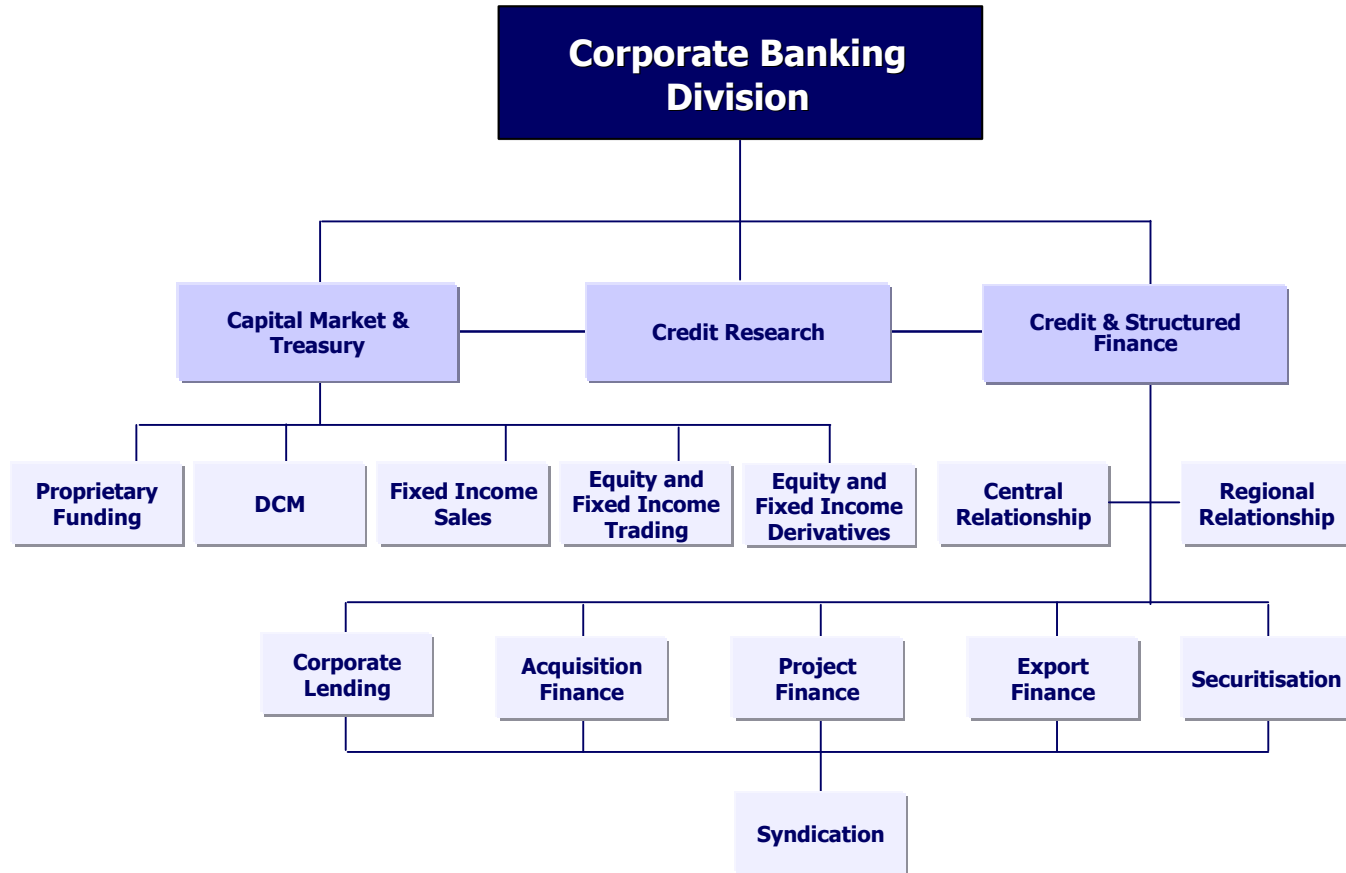 Corporate Banking
Division
Capital Market &
Treasury
Credit Research
Credit & Structured
Finance
Proprietary
Funding
DCM
Fixed Income
Sales
Equity and
Fixed Income
Trading
Equity and
Fixed Income
Derivatives
Central
Relationship
Regional
Relationship
Corporate
Lending
Acquisition
Finance
Project
Finance
Export
Finance
Securitisation
Syndication